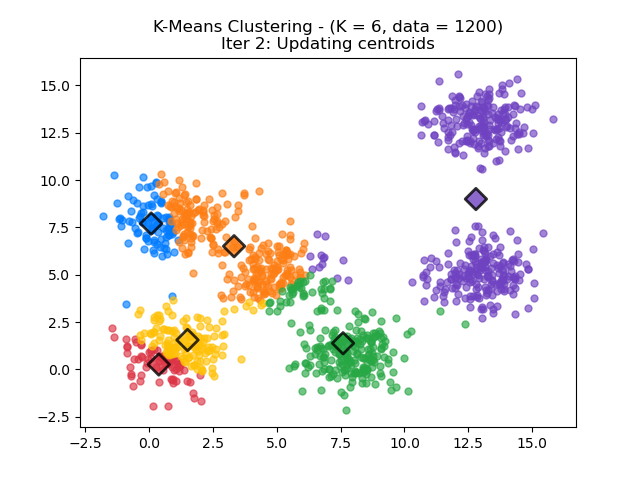 K-Means Clustering - (K = 6, data = 1200)
Iter 2: Updating centroids
15.0
12.5
10.0
7.5
5.0
2.5
0.0
−2.5
−2.5 0.0 2.5 5.0 7.5 10.0 12.5 15.0